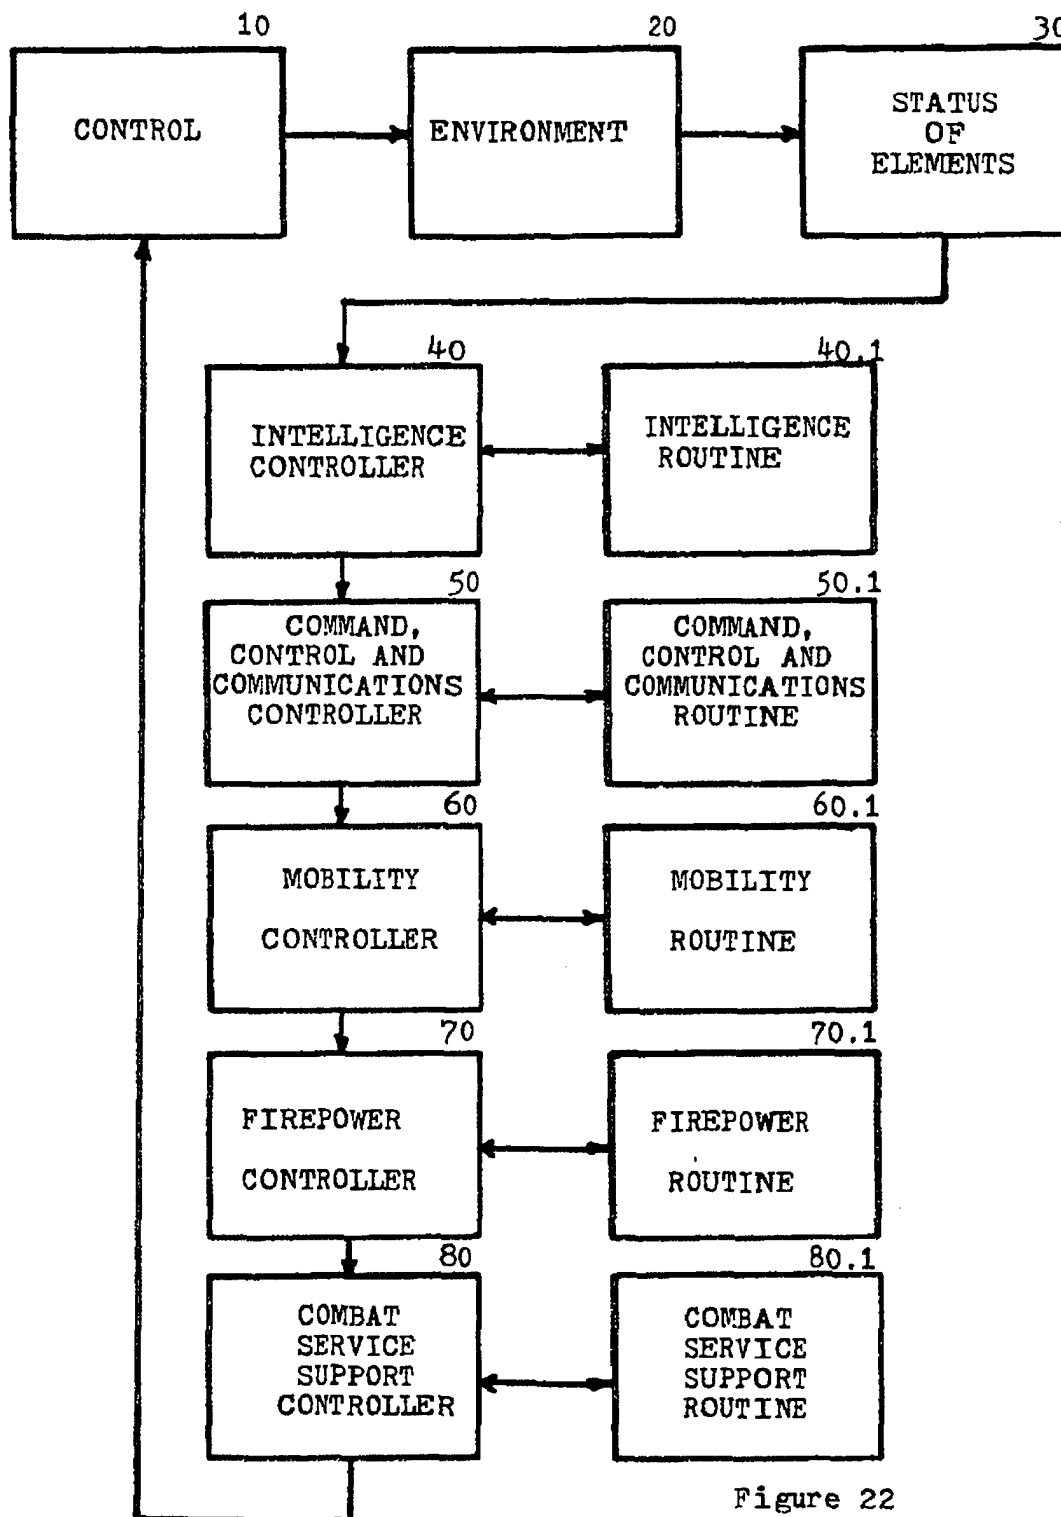 10
20
30
CONTROL
ENVIRONMENT
STATUS
OF
ELEMENTS
40
40.1
INTELLIGENCE
CONTROLLER
INTELLIGENCE
ROUTINE
50
50.1
COMMAND,
CONTROL AND
COMMUNICATIONS
CONTROLLER
COMMAND,
CONTROL AND
COMMUNICATIONS
ROUTINE
60
60.1
MOBILITY
CONTROLLER
MOBILITY
ROUTINE
70
70.1
FIREPOWER
CONTROLLER
FIREPOWER
ROUTINE
80
80.1
COMBAT
SERVICE
SUPPORT
CONTROLLER
COMBAT
SERVICE
SUPPORT
ROUTINE
Figure 22